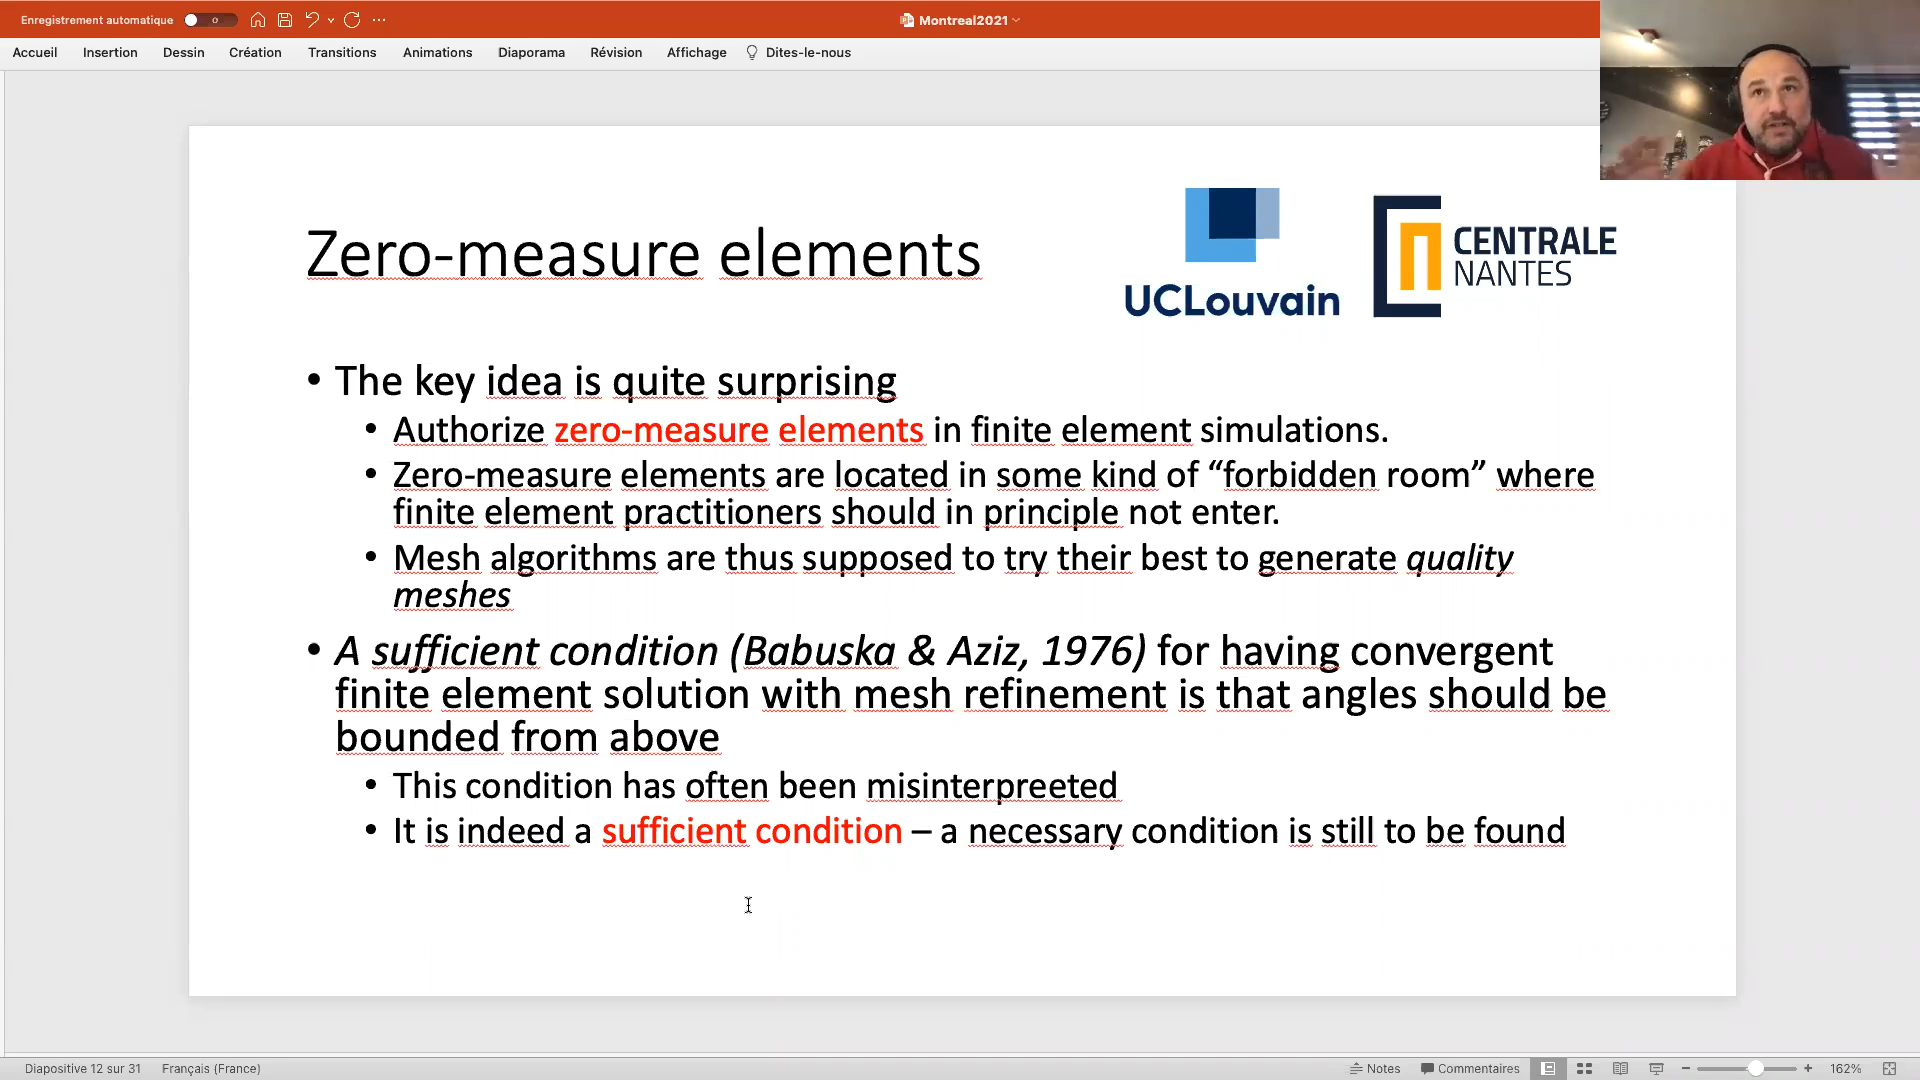 Enregistrement automatique
Montreal2021
Accueil Insertion Dessin Création Transitions Animations Diaporama Révision Affichage Dites-le-nous
Zero-measure elements
UCLouvain
CENTRALE
NANTES
• The key idea is quite surprising
• Authorize zero-measure elements in finite element simulations.
• Zero-measure elements are located in some kind of “forbidden room” where
finite element practitioners should in principle not enter.
• Mesh algorithms are thus supposed to try their best to generate quality
meshes
• A sufficient condition (Babuska & Aziz, 1976) for having convergent
finite element solution with mesh refinement is that angles should be
bounded from above
• This condition has often been misinterpreeted
• It is indeed a sufficient condition – a necessary condition is still to be found
Diapositive 12 sur 31 Français (France) Notes Commentaires 162%